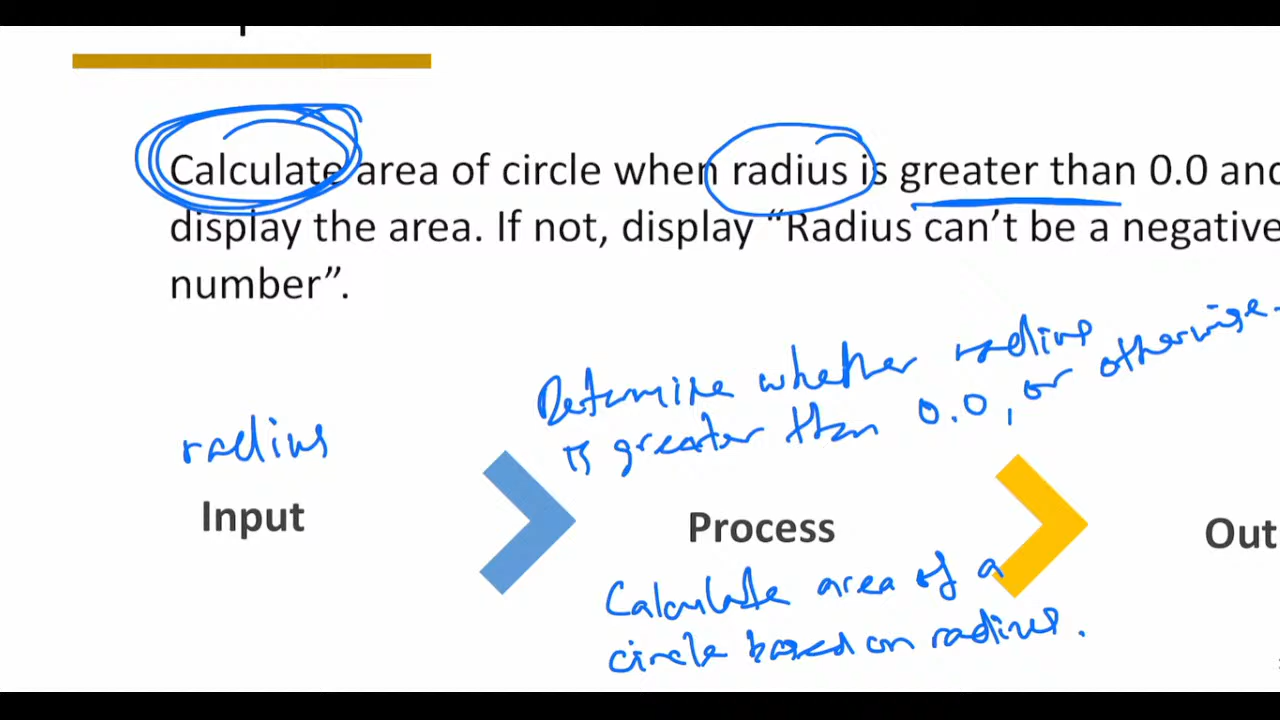 Calculate area of circle when radius is greater than 0.0 and
display the area. If not, display “Radius can’t be a negative
number”.
Determine whether radius
is greater than 0.0, or otherwise.
radius
Input
Process
Out
Calculate area of a
circle based on radius.